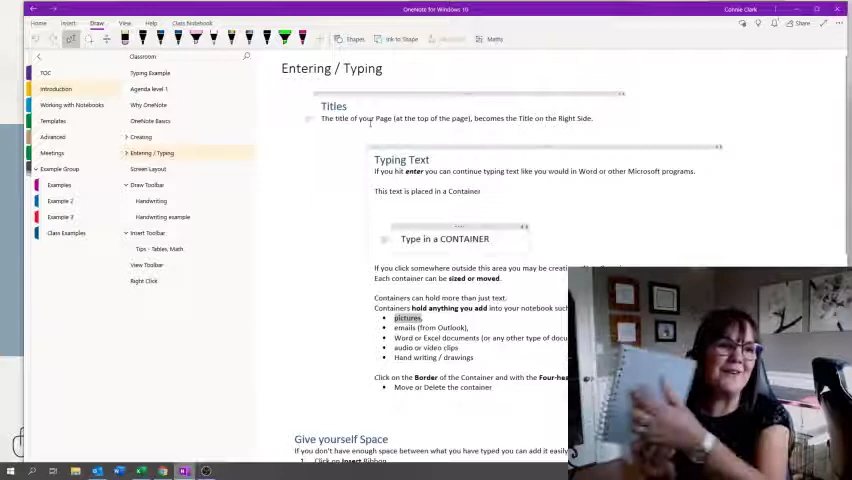 OneNote for Windows 10
Connie Clark
Home Insert Draw View Help Class Notebook
Share
Shapes Ink to Shape Maths
Classroom
TOC
Introduction
Working with Notebooks
Templates
Advanced
Meetings
Example Group
Examples
Example 2
Example 3
Class Examples
Typing Example
Agenda level 1
Why OneNote
OneNote Basics
Creating
Entering / Typing
Screen Layout
Draw Toolbar
Handwriting
Handwriting example
Insert Toolbar
Tips - Tables, Math
View Toolbar
Right Click
Entering / Typing
Titles
The title of your Page (at the top of the page), becomes the Title on the Right Side.
Typing Text
If you hit enter you can continue typing text like you would in Word or other Microsoft programs.
This text is placed in a Container
Type in a CONTAINER
If you click somewhere outside this area you may be
Each container can be sized or moved.
Containers can hold more than just text.
Containers hold anything you add into your notebook such
• pictures,
• emails (from Outlook),
• Word or Excel documents (or any other type of docu
• audio or video clips
• Hand writing / drawings
Click on the Border of the Container and with the Four-hea
• Move or Delete the container
Give yourself Space
If you don't have enough space between what you have typed you can add it easily
1. Click on Insert Ribbon